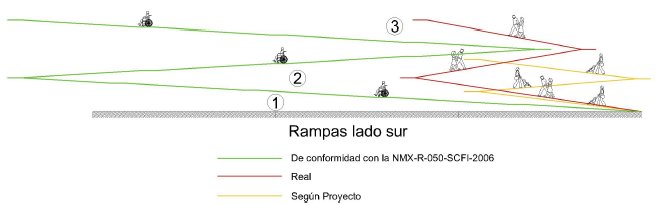 3
2
1
Rampas lado sur
De conformidad con la NMX-R-050-SCFI-2006
Real
Según Proyecto